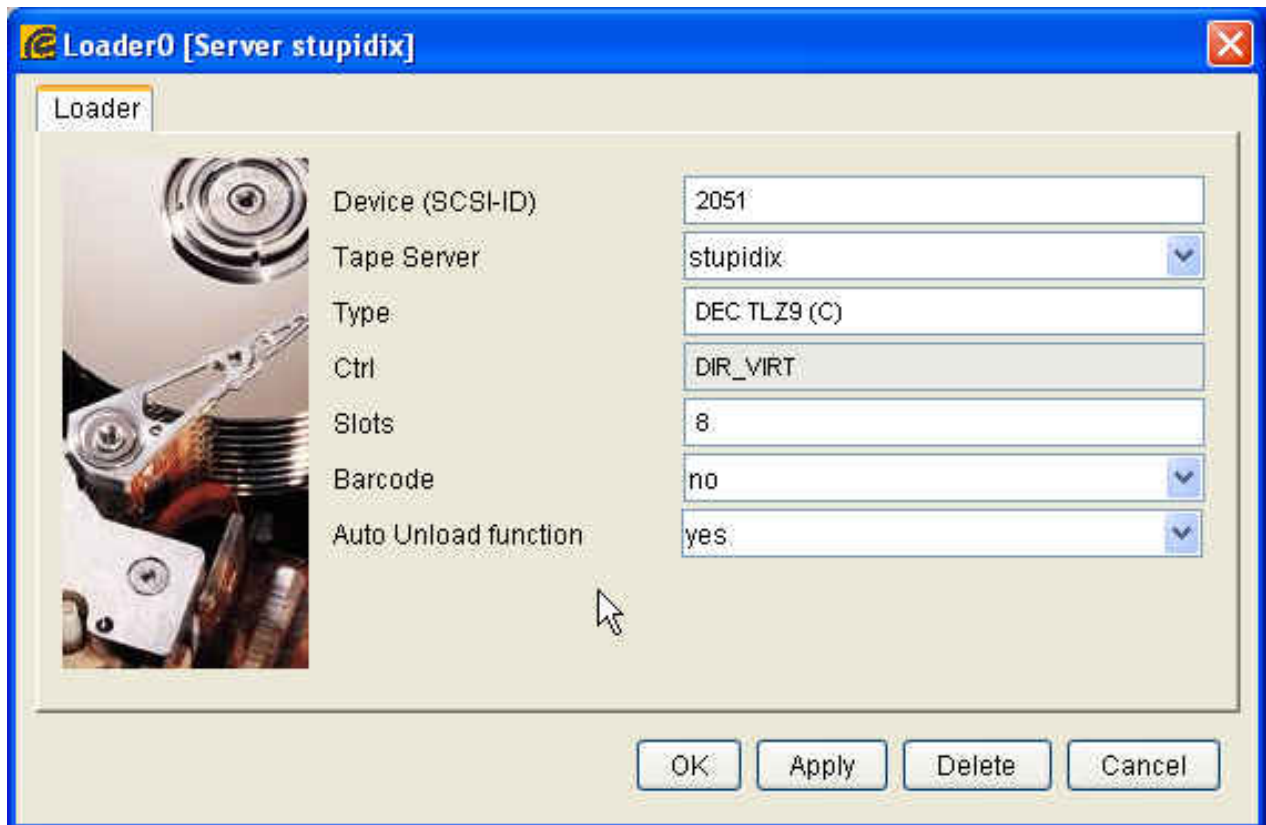 Loader0 [Server stupidix]
Loader
Device (SCSI-ID) 2051
Tape Server stupidix
Type DEC TLZ9 (C)
Ctrl DIR_VIRT
Slots 8
Barcode no
Auto Unload function yes
OK Apply Delete Cancel